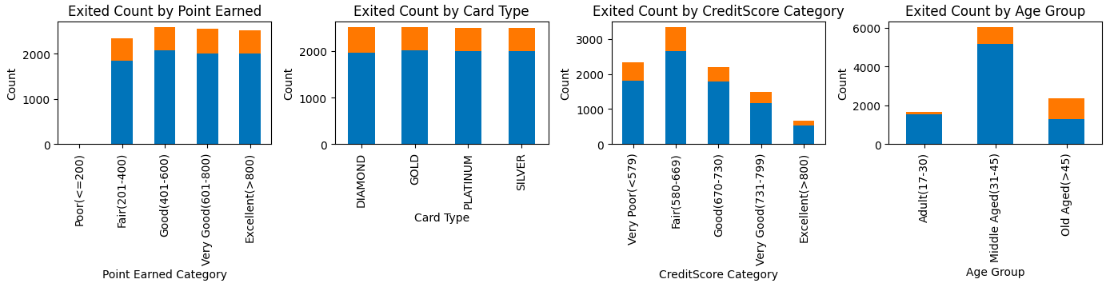 Exited Count by Point Earned
Count
2000
1000
0
Poor(<=200)
Fair(201-400)
Good(401-600)
Very Good(601-800)
Excellent(>800)
Point Earned Category
Exited Count by Card Type
Count
2000
1000
0
DIAMOND
GOLD
PLATINUM
SILVER
Card Type
Exited Count by CreditScore Category
Count
3000
2000
1000
0
Very Poor(<579)
Fair(580-669)
Good(670-730)
Very Good(731-799)
Excellent(>800)
CreditScore Category
Exited Count by Age Group
Count
6000
4000
2000
0
Adult(17-30)
Middle Aged(31-45)
Old Aged(>45)
Age Group